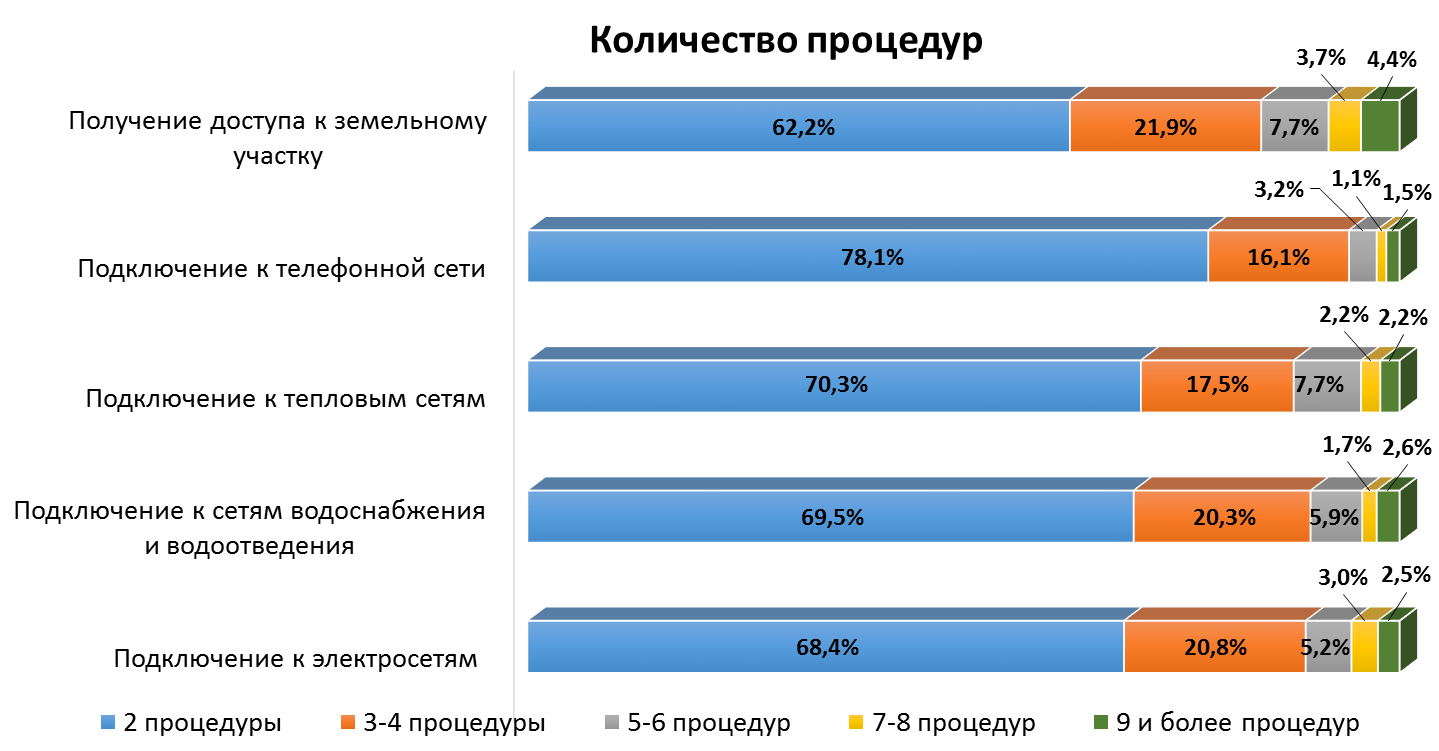 Количество процедур
3,7% 4,4%
Получение доступа к земельному
участку
62,2% 21,9% 7,7%
3,2% 1,1% 1,5%
Подключение к телефонной сети
78,1% 16,1%
2,2% 2,2%
Подключение к тепловым сетям
70,3% 17,5% 7,7%
1,7% 2,6%
Подключение к сетям водоснабжения
и водоотведения
69,5% 20,3% 5,9%
3,0% 2,5%
Подключение к электросетям
68,4% 20,8% 5,2%
2 процедуры 3-4 процедуры 5-6 процедур 7-8 процедур 9 и более процедур